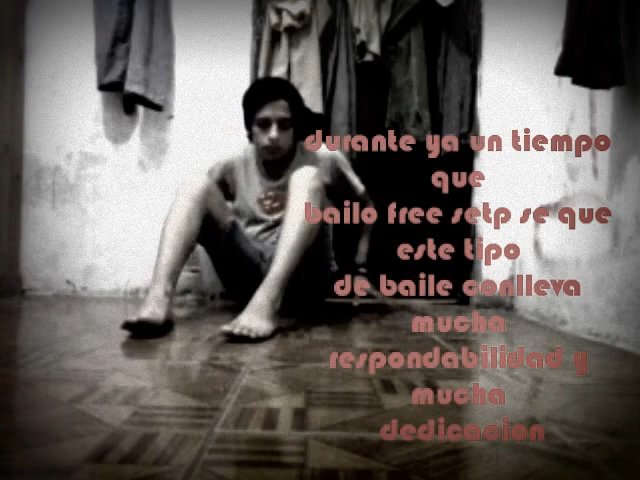 durante ya un tiempo
que
bailo free setp se que
este tipo
de baile conlleva
mucha
respondabilidad y
mucha
dedicacion